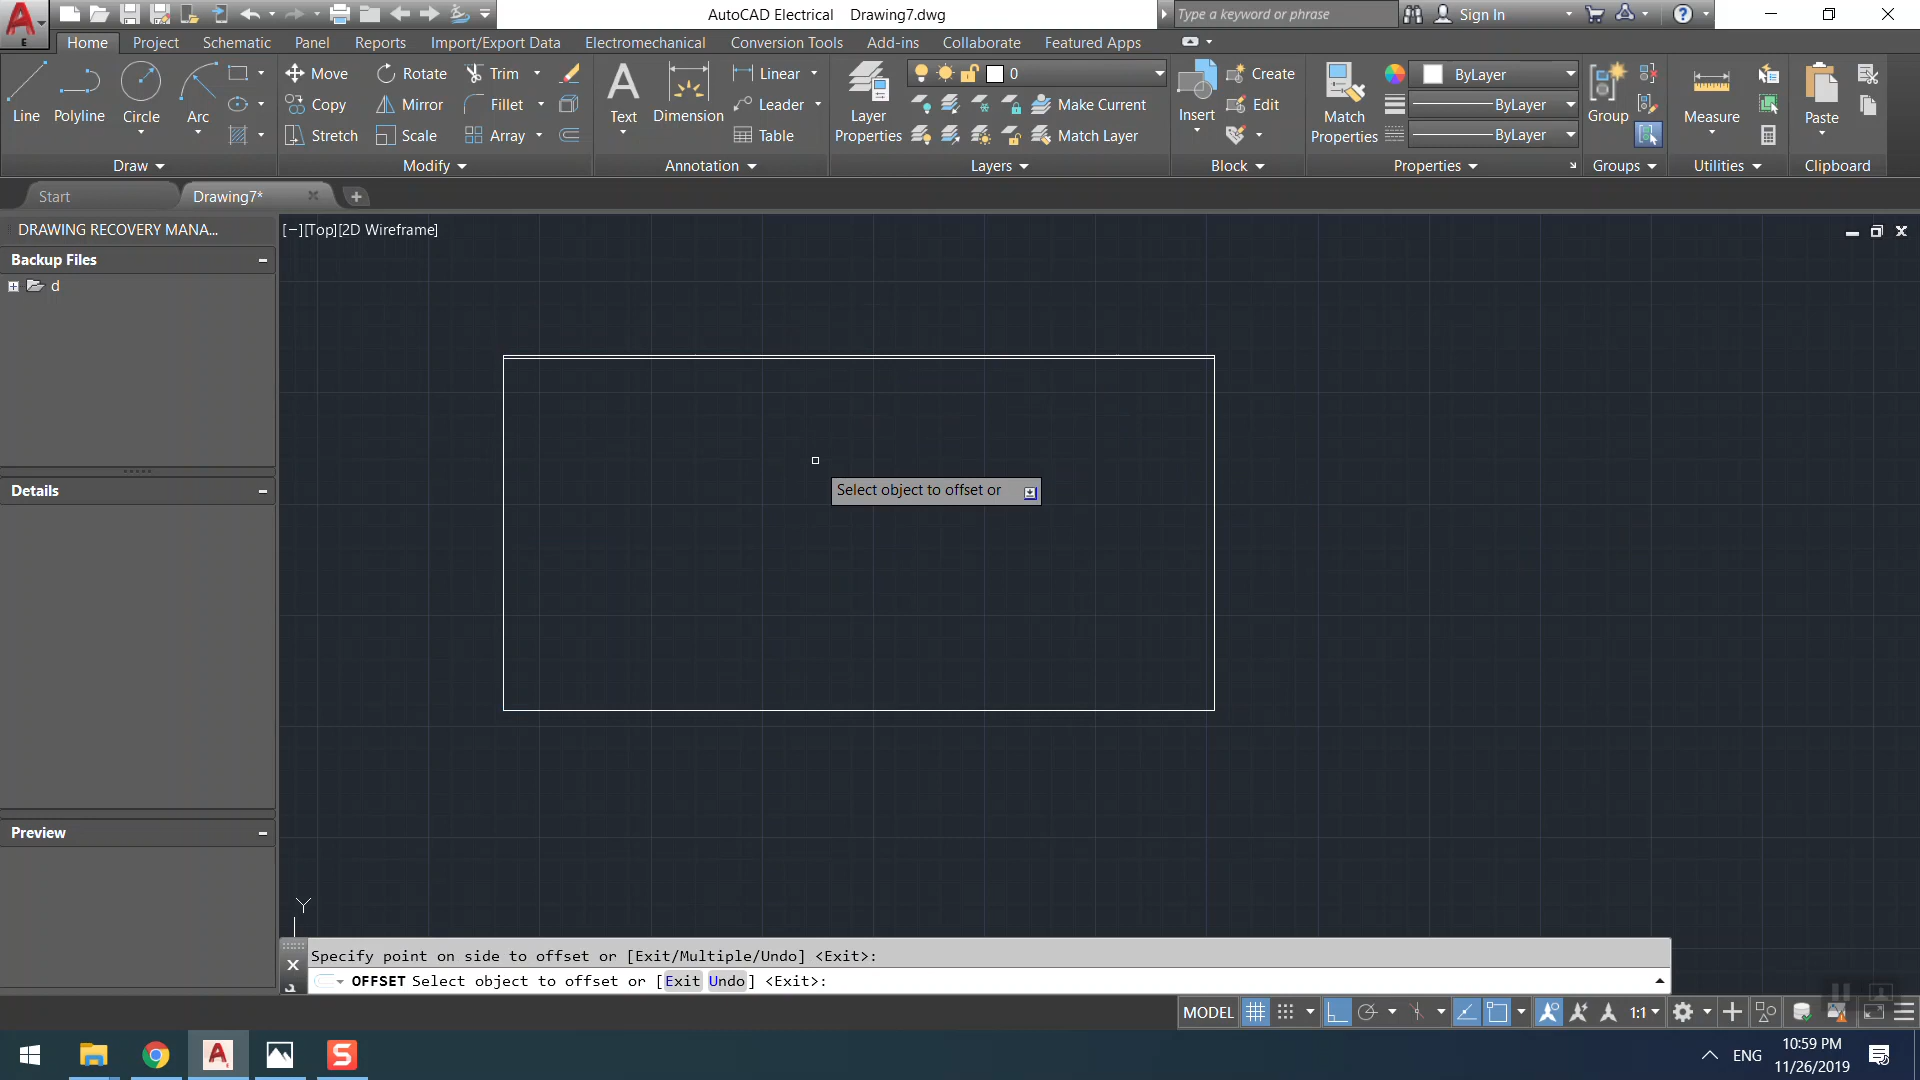 AutoCAD Electrical Drawing7.dwg
Type a keyword or phrase
Sign In
E
Home Project Schematic Panel Reports Import/Export Data Electromechanical Conversion Tools Add-ins Collaborate Featured Apps
Line Polyline Circle Arc
Draw
Move Rotate Trim
Copy Mirror Fillet
Stretch Scale Array
Modify
Text Dimension
Linear
Leader
Table
Annotation
Layer
Properties
0
Make Current
Match Layer
Layers
Insert
Create
Edit
Block
Match
Properties
ByLayer
ByLayer
ByLayer
Properties
Group
Groups
Measure
Utilities
Paste
Clipboard
Start Drawing7*
DRAWING RECOVERY MANA...
Backup Files
d
Details
Preview
[−][Top][2D Wireframe]
Select object to offset or
Y
Specify point on side to offset or [Exit/Multiple/Undo] <Exit>:
OFFSET Select object to offset or [Exit Undo] <Exit>:
MODEL 1:1
ENG
10:59 PM
11/26/2019